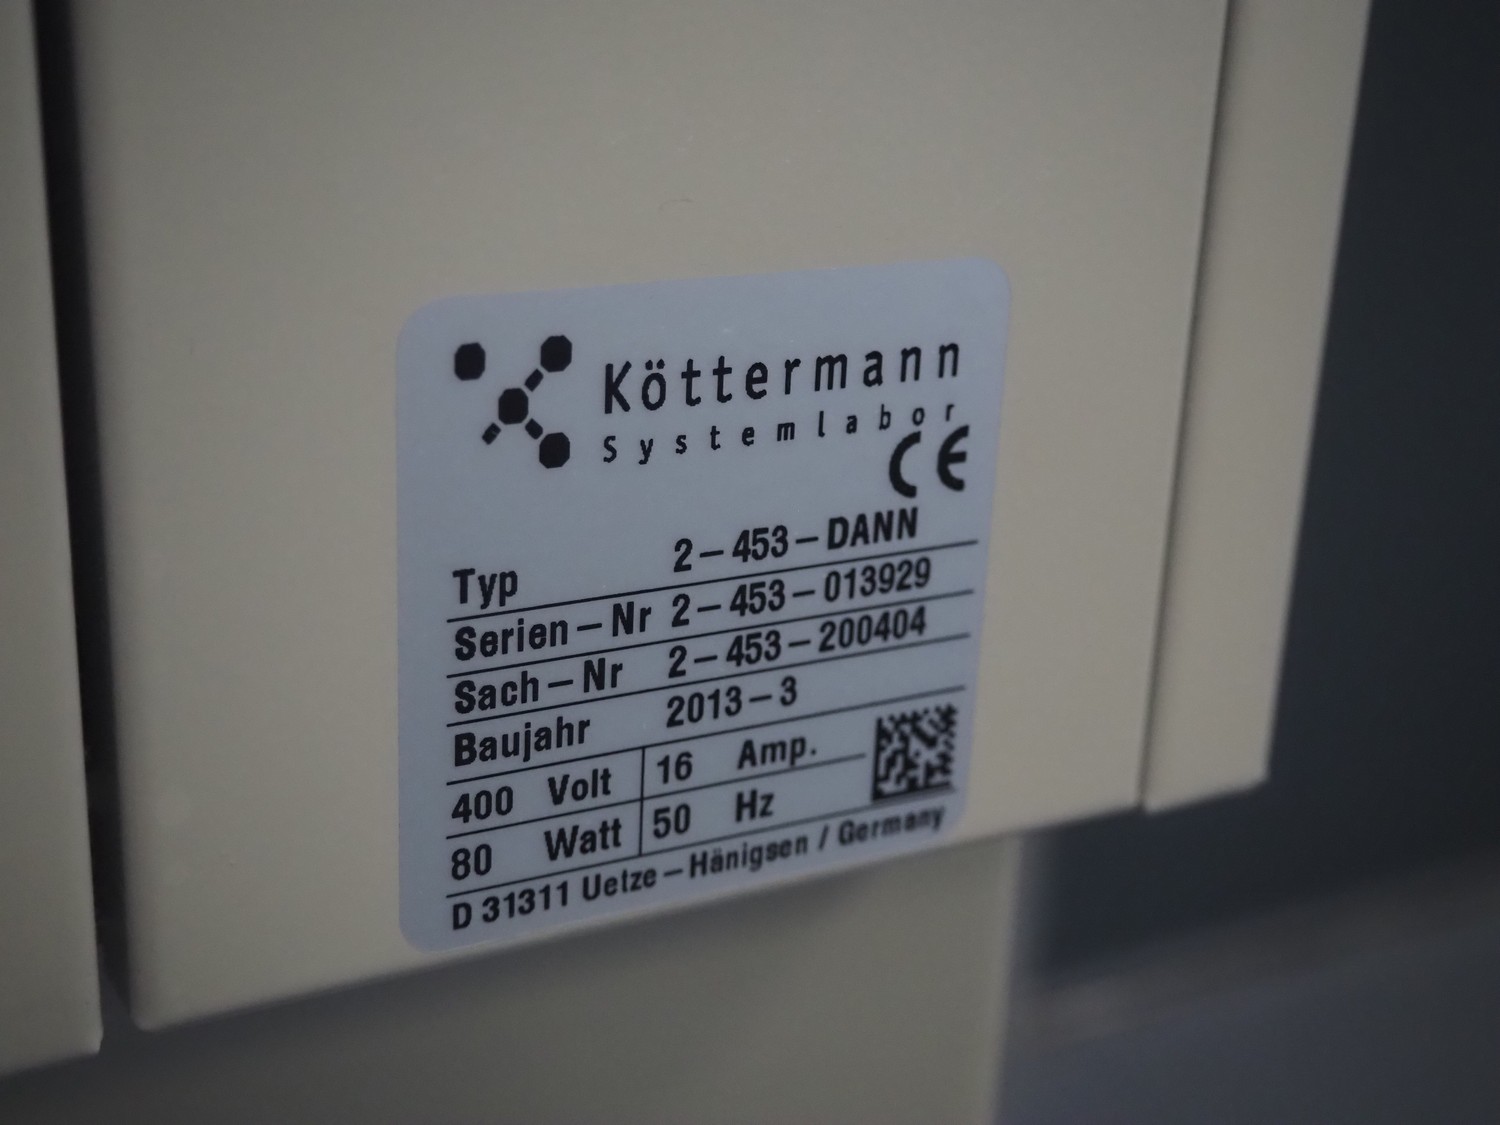 Köttermann
Systemlabor
CE
Typ 2-453-DANN
Serien-Nr 2-453-013929
Sach-Nr 2-453-200404
Baujahr 2013-3
400 Volt 16 Amp.
80 Watt 50 Hz
D 31311 Uetze-Hänigsen / Germany